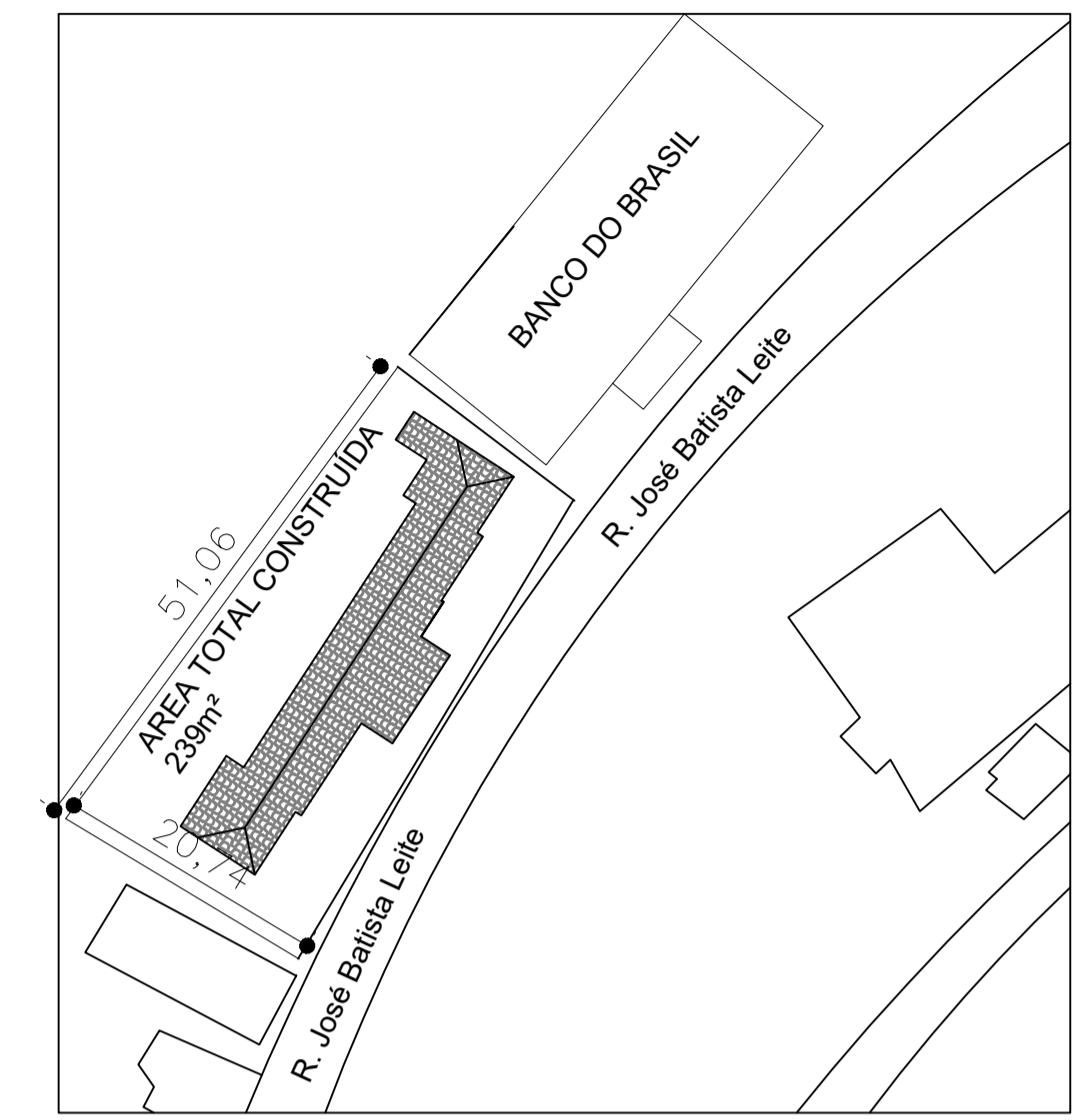 BANCO DO BRASIL
R. José Batista Leite
51,06
AREA TOTAL CONSTRUÍDA
239m²
20,74
R. José Batista Leite